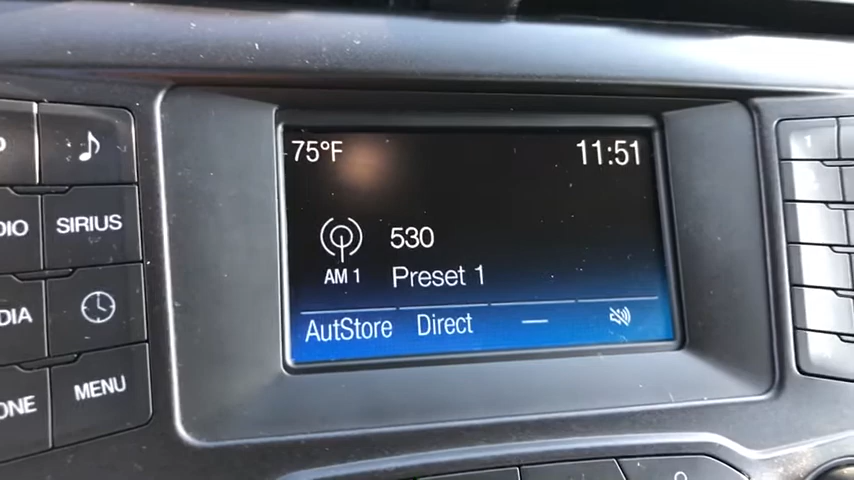 75°F
11:51
530
AM 1
Preset 1
AutStore
Direct
SIRIUS
MENU